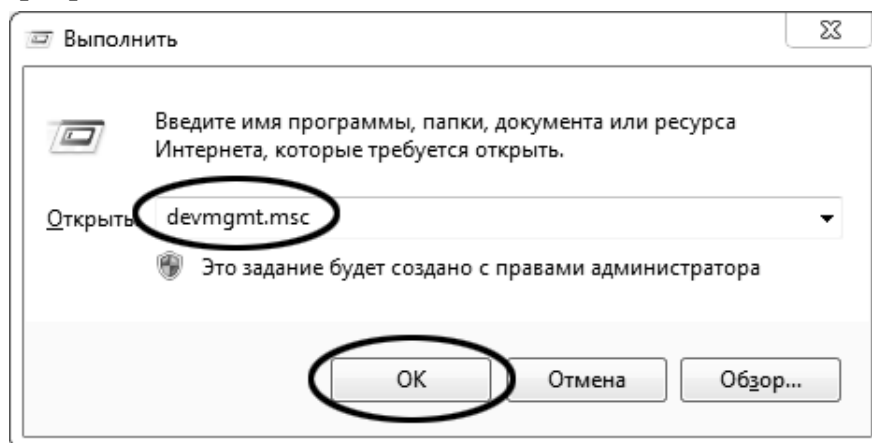 Выполнить
Введите имя программы, папки, документа или ресурса
Интернета, которые требуется открыть.
Открыть devmgmt.msc
Это задание будет создано с правами администратора
OK Отмена Обзор...